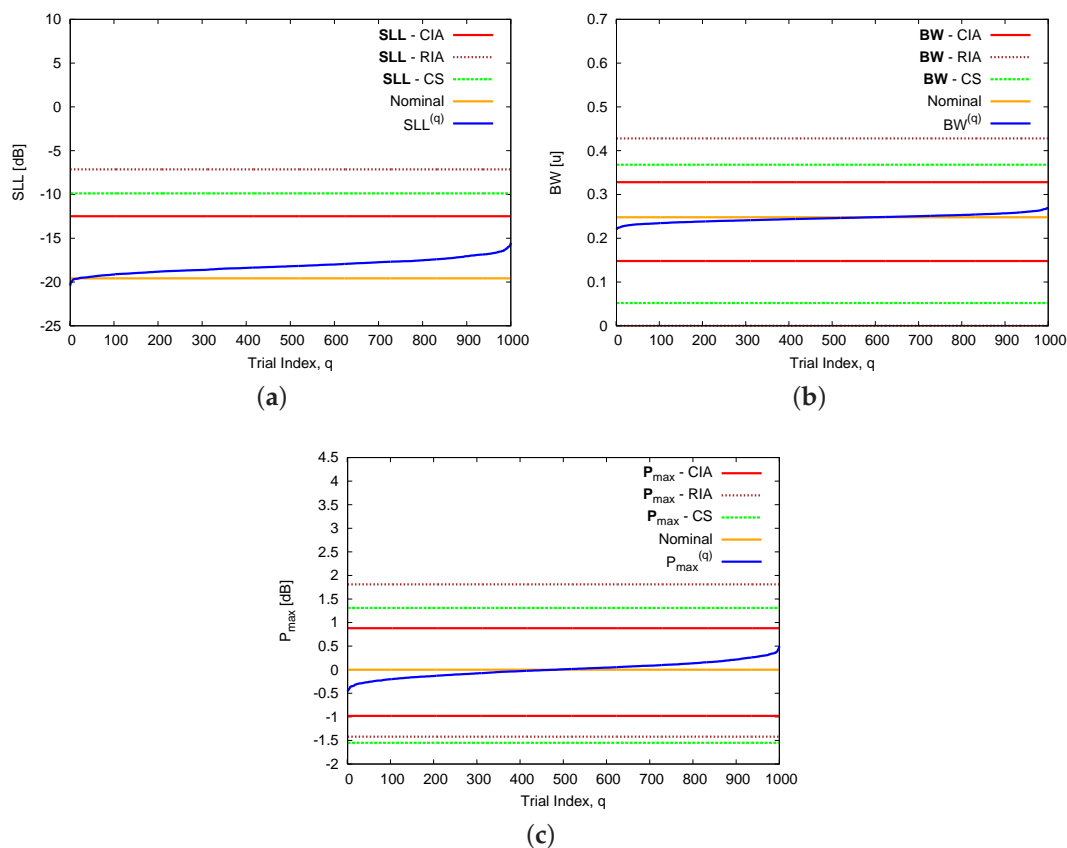 10
5
0
-5
-10
-15
-20
-25
SLL [dB]
SLL - CIA
SLL - RIA
SLL - CS
Nominal
SLL(q)
0 100 200 300 400 500 600 700 800 900 1000
Trial Index, q
(a)
0.7
0.6
0.5
0.4
0.3
0.2
0.1
0
BW [u]
BW - CIA
BW - RIA
BW - CS
Nominal
BW(q)
0 100 200 300 400 500 600 700 800 900 1000
Trial Index, q
(b)
4.5
4
3.5
3
2.5
2
1.5
1
0.5
0
-0.5
-1
-1.5
-2
Pmax [dB]
Pmax - CIA
Pmax - RIA
Pmax - CS
Nominal
Pmax(q)
0 100 200 300 400 500 600 700 800 900 1000
Trial Index, q
(c)